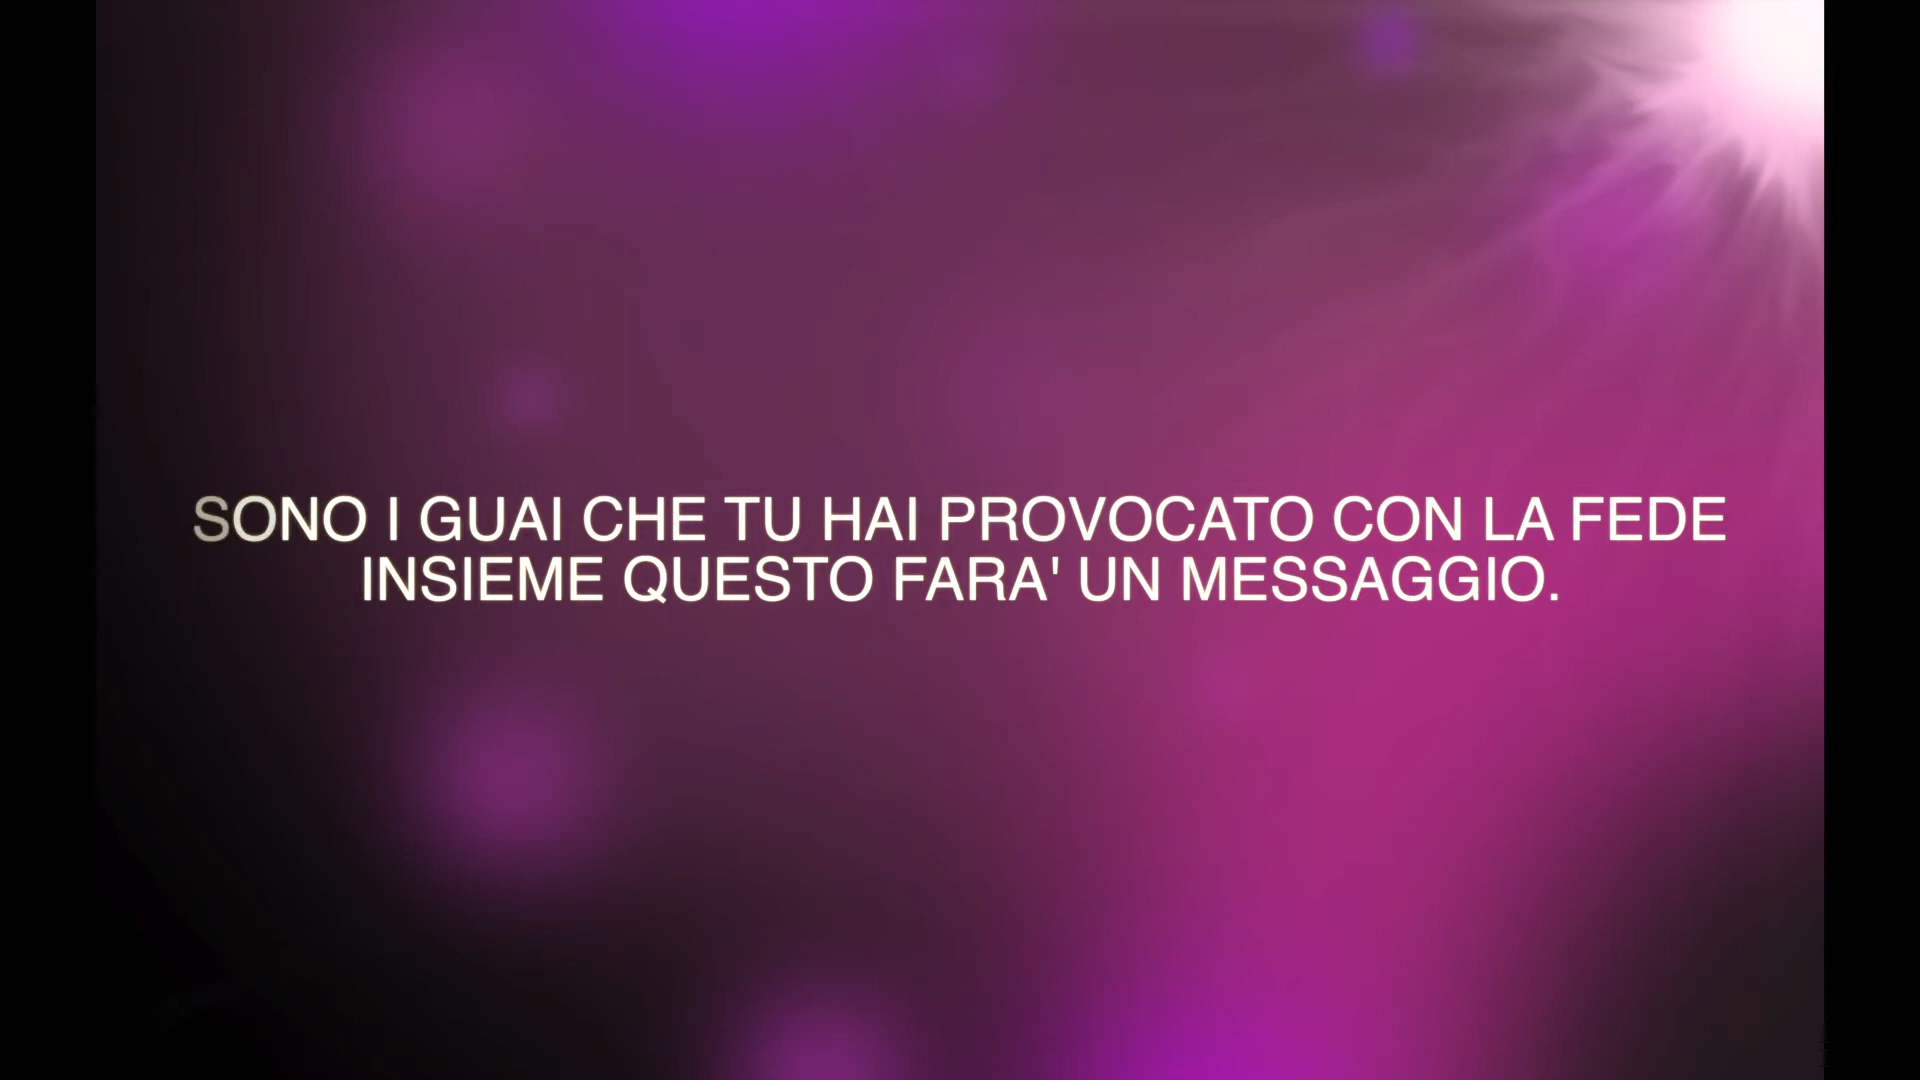 SONO I GUAI CHE TU HAI PROVOCATO CON LA FEDE
INSIEME QUESTO FARA' UN MESSAGGIO.